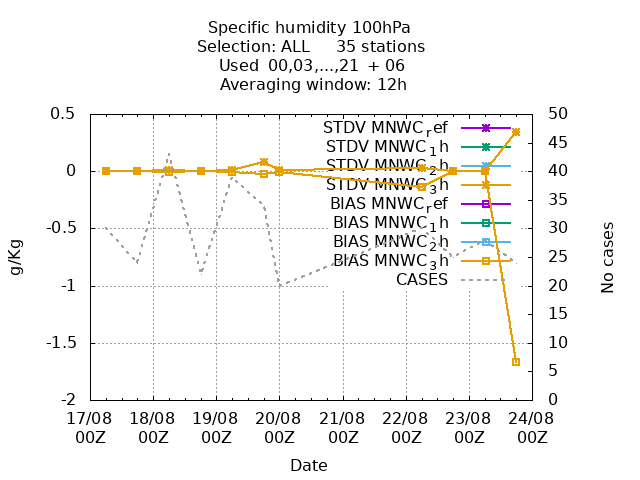 Specific humidity 100hPa
Selection: ALL 35 stations
Used 00,03,...,21 + 06
Averaging window: 12h
0.5
0
-0.5
-1
-1.5
-2
g/Kg
50
45
40
35
30
25
20
15
10
5
0
No cases
STDV MNWC_ref
STDV MNWC_1h
STDV MNWC_2h
STDV MNWC_3h
BIAS MNWC_ref
BIAS MNWC_1h
BIAS MNWC_2h
BIAS MNWC_3h
CASES
17/08 18/08 19/08 20/08 21/08 22/08 23/08 24/08
00Z 00Z 00Z 00Z 00Z 00Z 00Z 00Z
Date